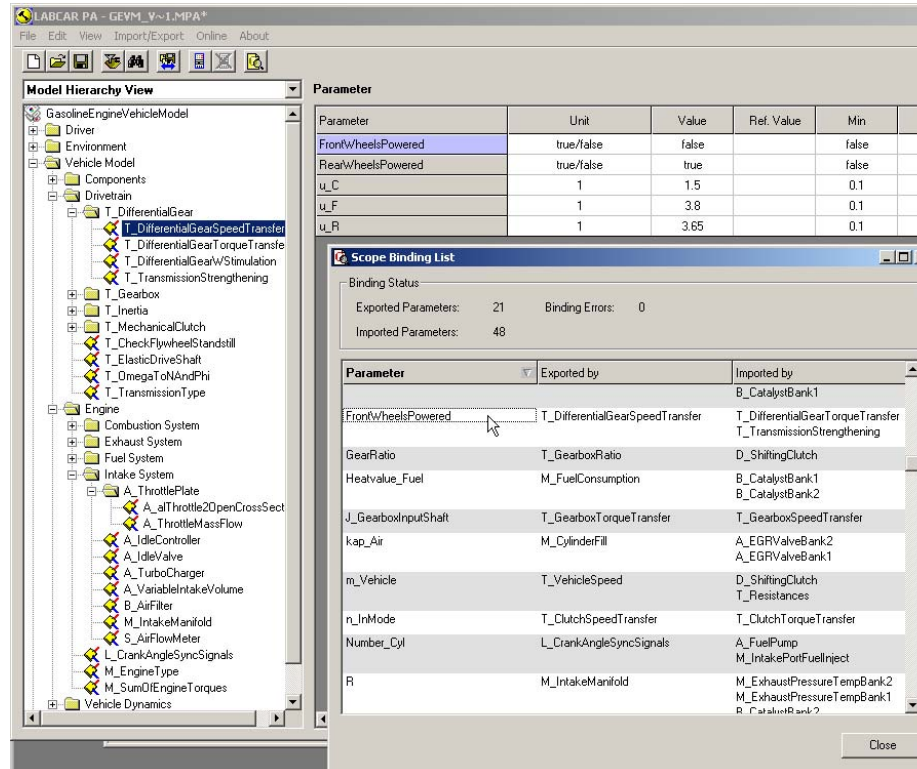 LABCAR PA - GEVM_V~1.MPA*
File Edit View Import/Export Online About
Model Hierarchy View
GasolineEngineVehicleModel
Driver
Environment
Vehicle Model
Components
Drivetrain
T_DifferentialGear
T_DifferentialGearSpeedTransfer
T_DifferentialGearTorqueTransfe
T_DifferentialGearWStimulation
T_TransmissionStrengthening
T_Gearbox
T_Inertia
T_MechanicalClutch
T_CheckFlywheelStandstill
T_ElasticDriveShaft
T_OmegaToNAndPhi
T_TransmissionType
Engine
Combustion System
Exhaust System
Fuel System
Intake System
A_ThrottlePlate
A_alThrottle2OpenCrossSect
A_ThrottleMassFlow
A_IdleController
A_IdleValve
A_TurboCharger
A_VariableIntakeVolume
B_AirFilter
M_IntakeManifold
S_AirFlowMeter
L_CrankAngleSyncSignals
M_EngineType
M_SumOfEngineTorques
Vehicle Dynamics
Parameter
Parameter Unit Value Ref. Value Min
FrontWheelsPowered true/false false false
RearWheelsPowered true/false true false
u_C 1 1.5 0.1
u_F 1 3.8 0.1
u_R 1 3.65 0.1
Scope Binding List
Binding Status
Exported Parameters: 21 Binding Errors: 0
Imported Parameters: 48
Parameter Exported by Imported by
B_CatalystBank1
FrontWheelsPowered T_DifferentialGearSpeedTransfer T_DifferentialGearTorqueTransfer
T_TransmissionStrengthening
GearRatio T_GearboxRatio D_ShiftingClutch
Heatvalue_Fuel M_FuelConsumption B_CatalystBank1
B_CatalystBank2
J_GearboxInputShaft T_GearboxTorqueTransfer T_GearboxSpeedTransfer
kap_Air M_CylinderFill A_EGRValveBank2
A_EGRValveBank1
m_Vehicle T_VehicleSpeed D_ShiftingClutch
T_Resistances
n_InMode T_ClutchSpeedTransfer T_ClutchTorqueTransfer
Number_Cyl L_CrankAngleSyncSignals A_FuelPump
M_IntakePortFuelInject
R M_IntakeManifold M_ExhaustPressureTempBank2
M_ExhaustPressureTempBank1
B_CatalystBank2
Close